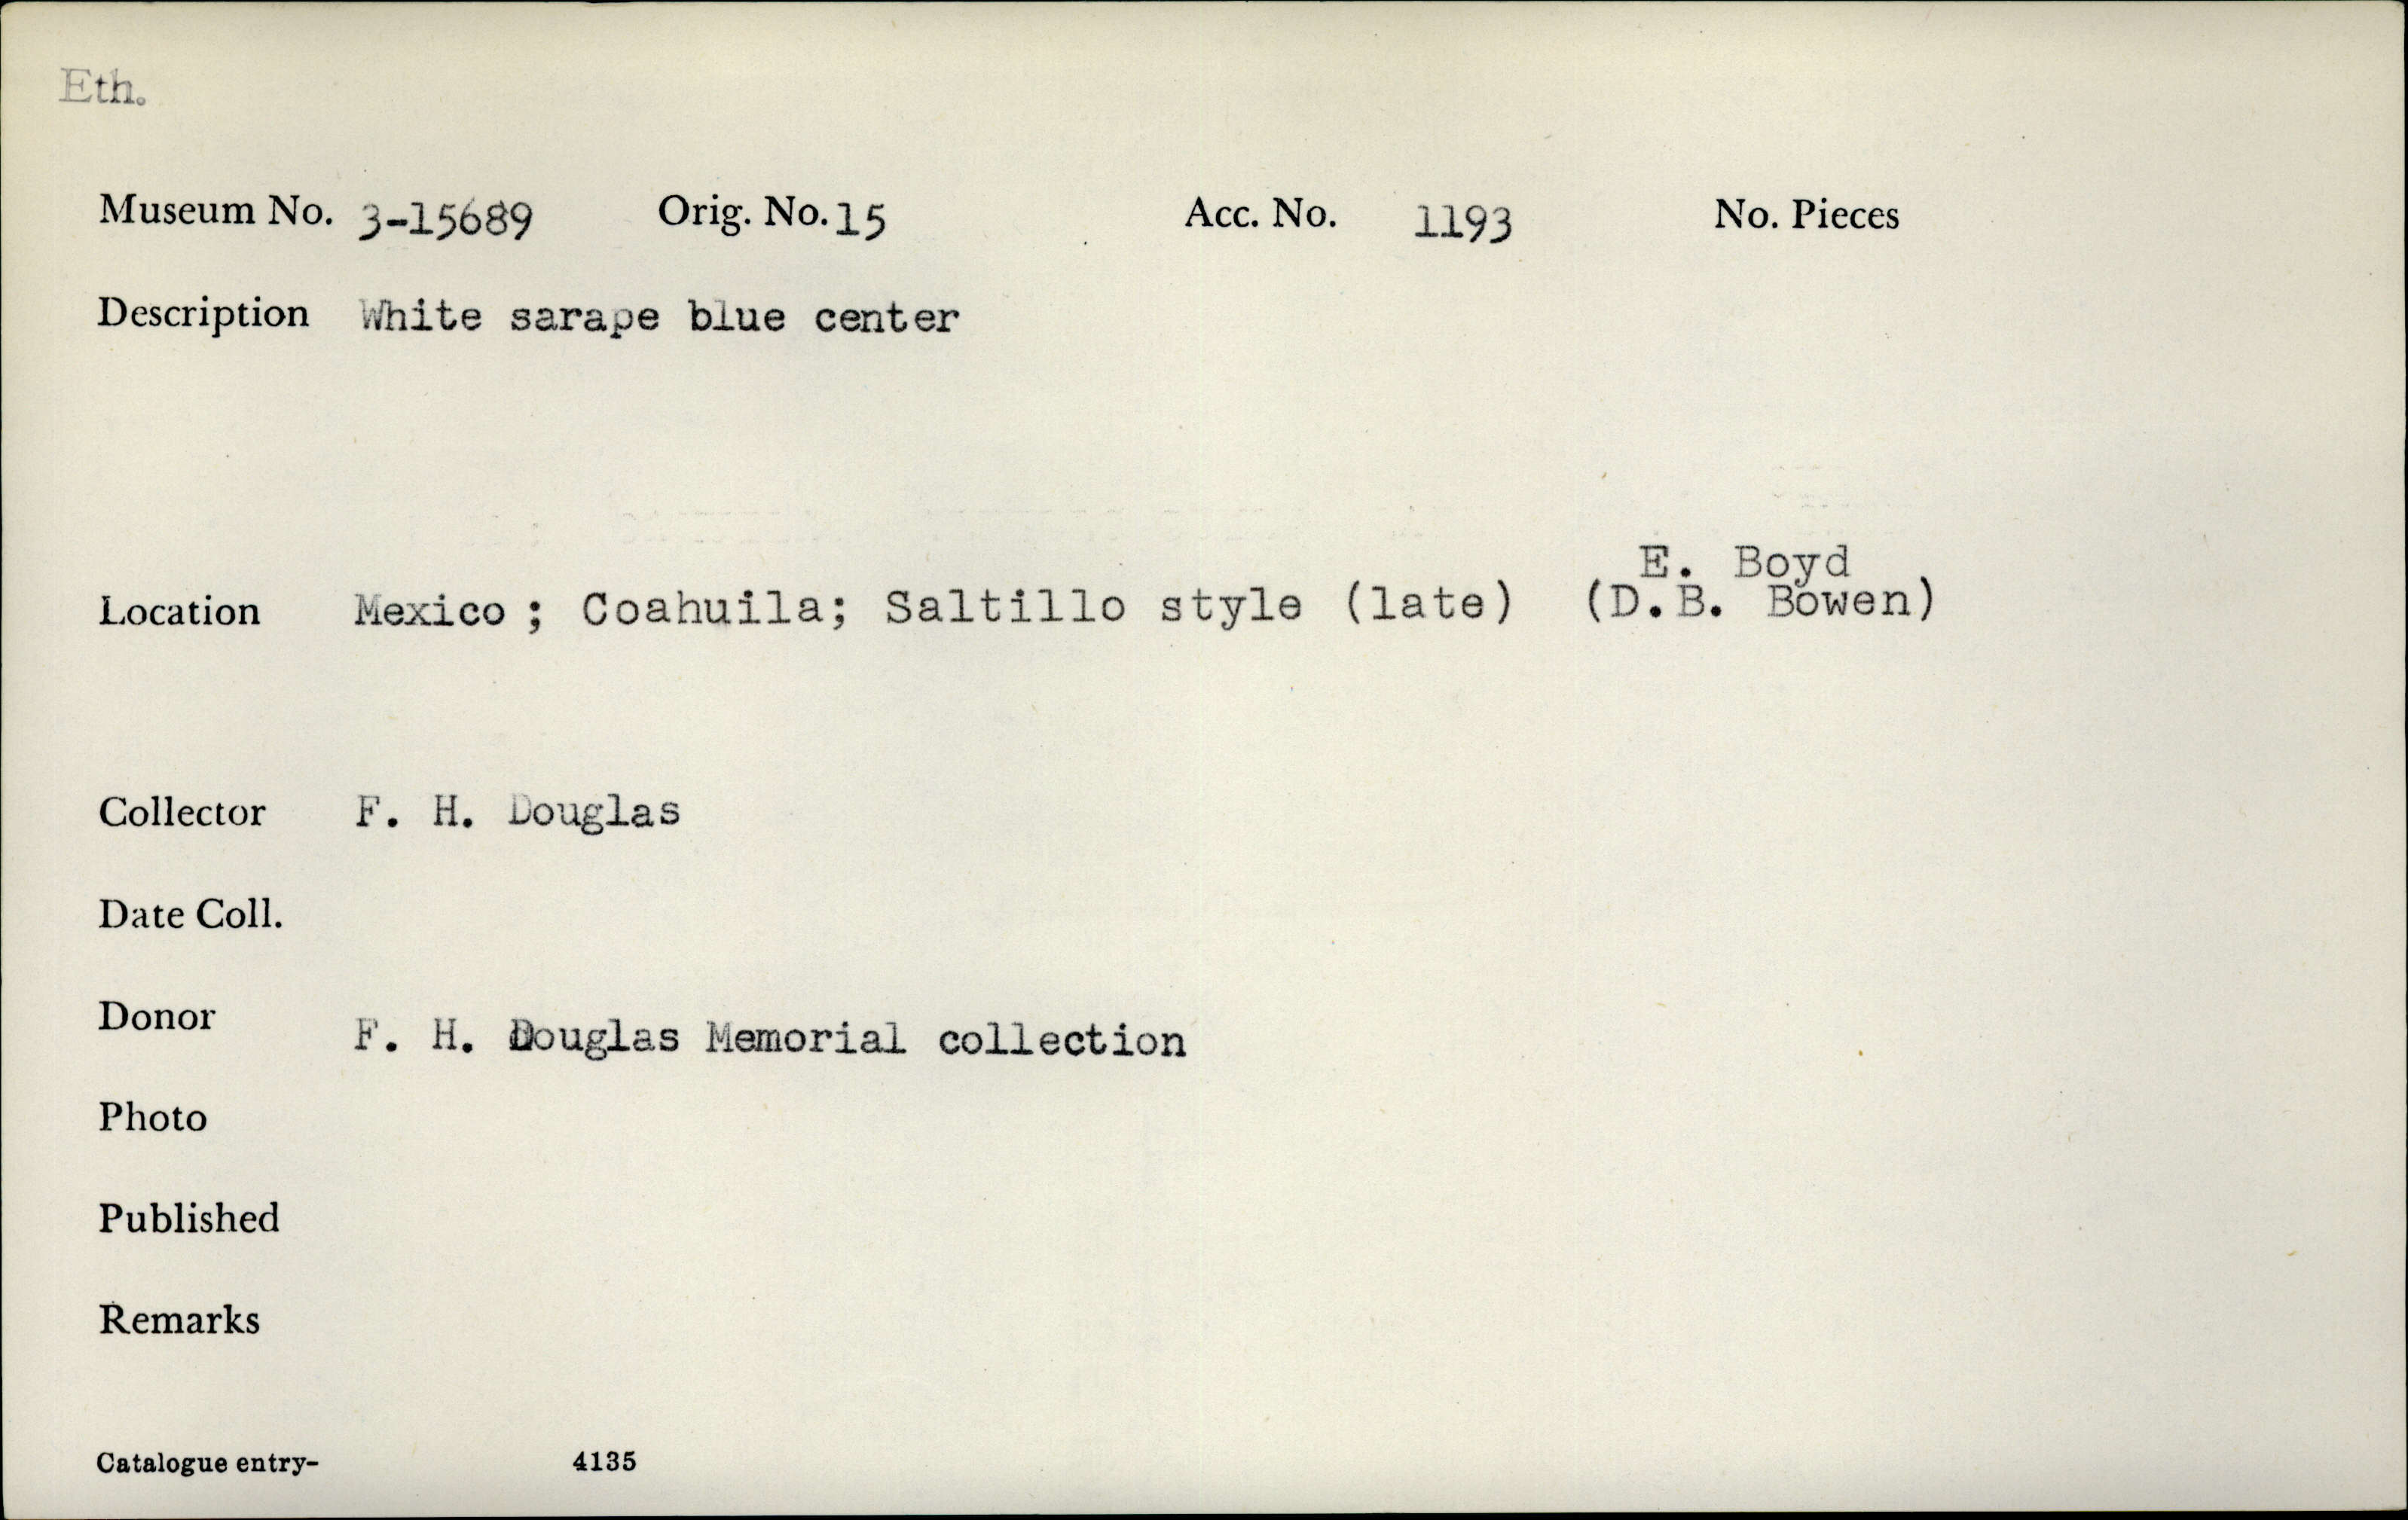 Eth.
Museum No. 3-15689 Orig. No. 15 Acc. No. 1193 No. Pieces
Description White sarape blue center
E. Boyd
Location Mexico ; Coahuila; Saltillo style (late) (D.B. Bowen)
Collector F. H. Douglas
Date Coll.
Donor F. H. Douglas Memorial collection
Photo
Published
Remarks
Catalogue entry- 4135